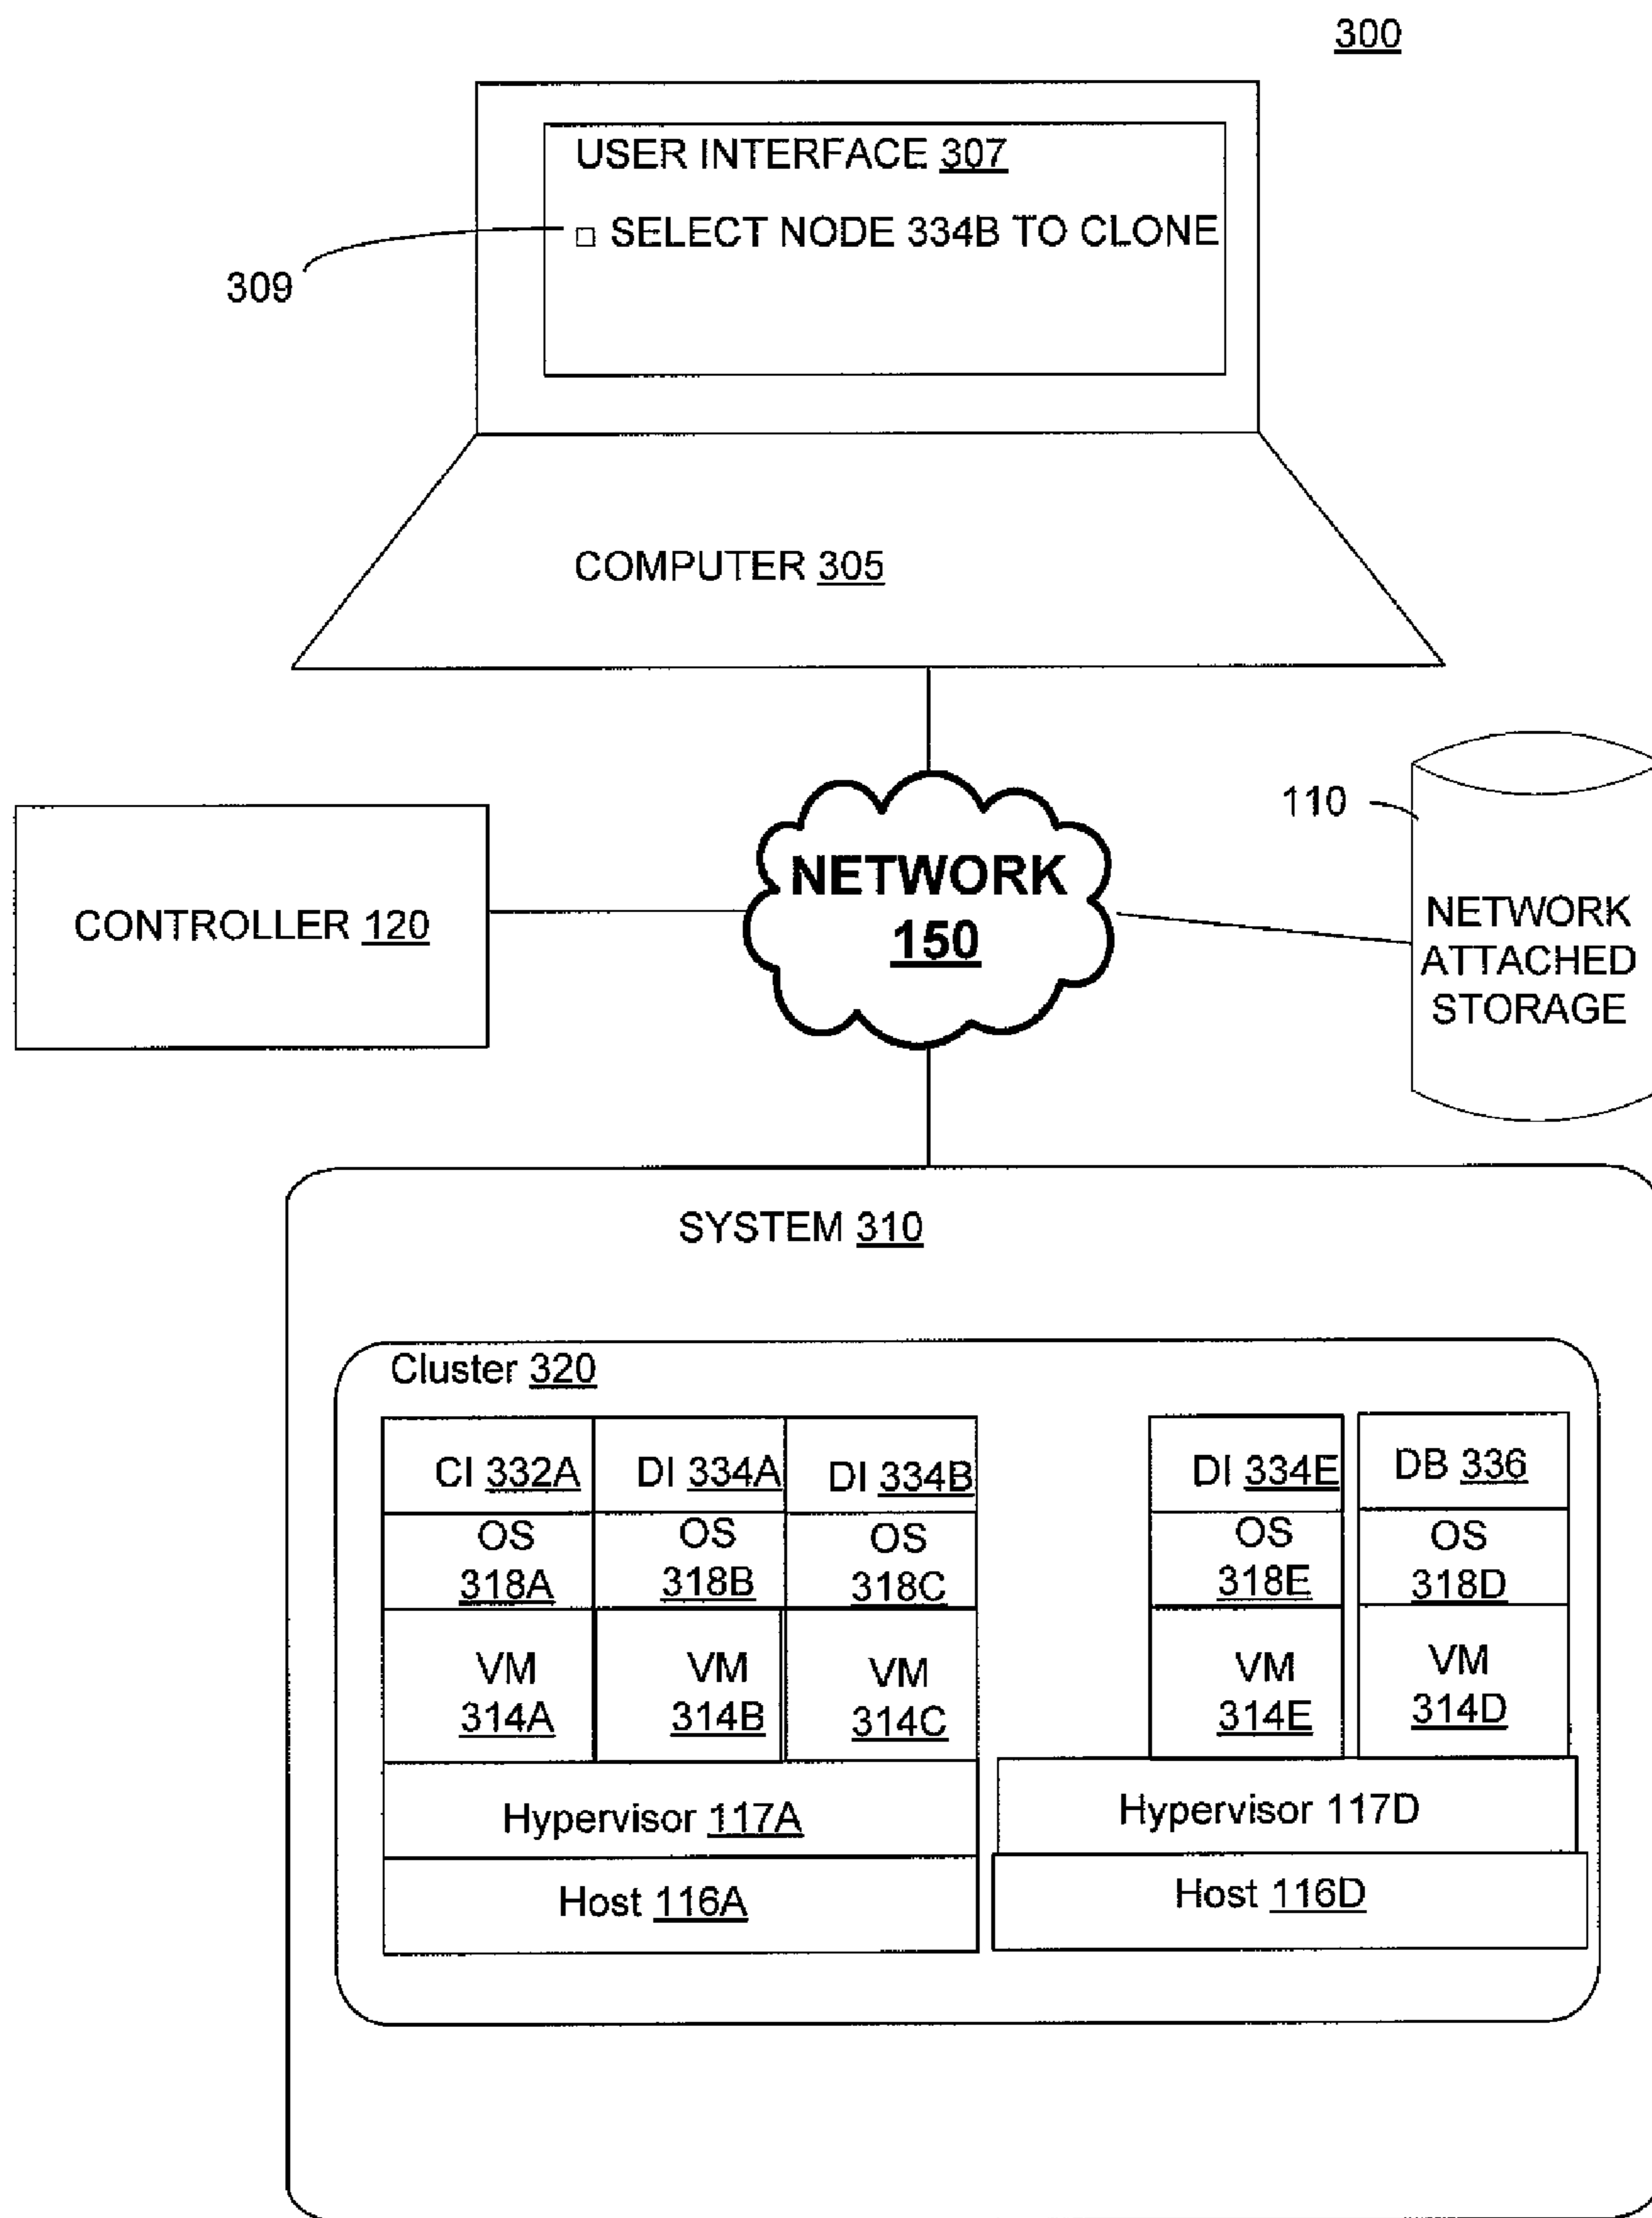 300
USER INTERFACE 307
SELECT NODE 334B TO CLONE
309
COMPUTER 305
110
CONTROLLER 120
NETWORK
150
NETWORK
ATTACHED
STORAGE
SYSTEM 310
Cluster 320
CI 332A
DI 334A
DI 334B
DI 334E
DB 336
OS
318A
OS
318B
OS
318C
OS
318E
OS
318D
VM
314A
VM
314B
VM
314C
VM
314E
VM
314D
Hypervisor 117A
Hypervisor 117D
Host 116A
Host 116D